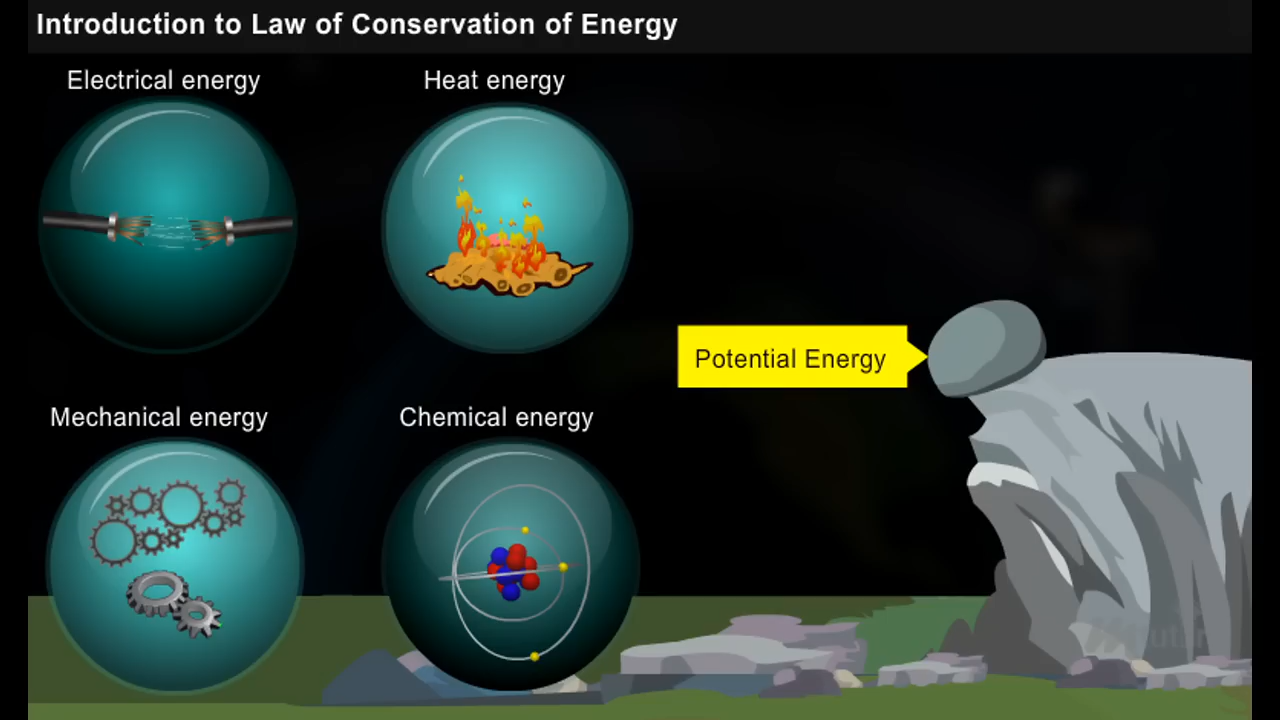 Introduction to Law of Conservation of Energy
Electrical energy
Heat energy
Potential Energy
Mechanical energy
Chemical energy